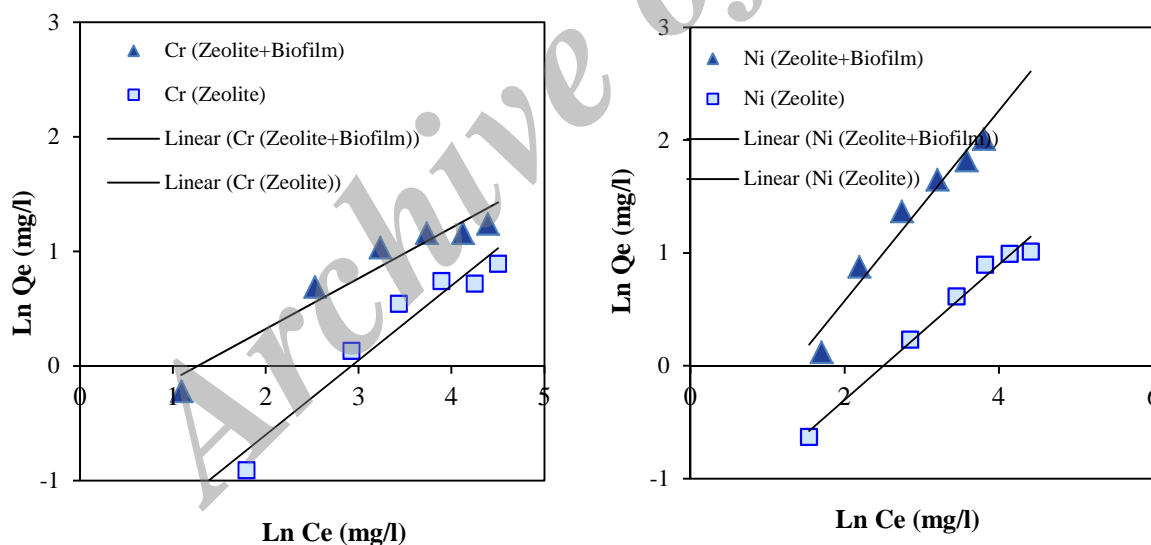 3
2
1
0
-1
0
1
2
3
4
5
Ln Qe (mg/l)
Ln Ce (mg/l)
Cr (Zeolite+Biofilm)
Cr (Zeolite)
Linear (Cr (Zeolite+Biofilm))
Linear (Cr (Zeolite))
3
2
1
0
-1
0
2
4
6
Ln Qe (mg/l)
Ln Ce (mg/l)
Ni (Zeolite+Biofilm)
Ni (Zeolite)
Linear (Ni (Zeolite+Biofilm))
Linear (Ni (Zeolite))
Archive of